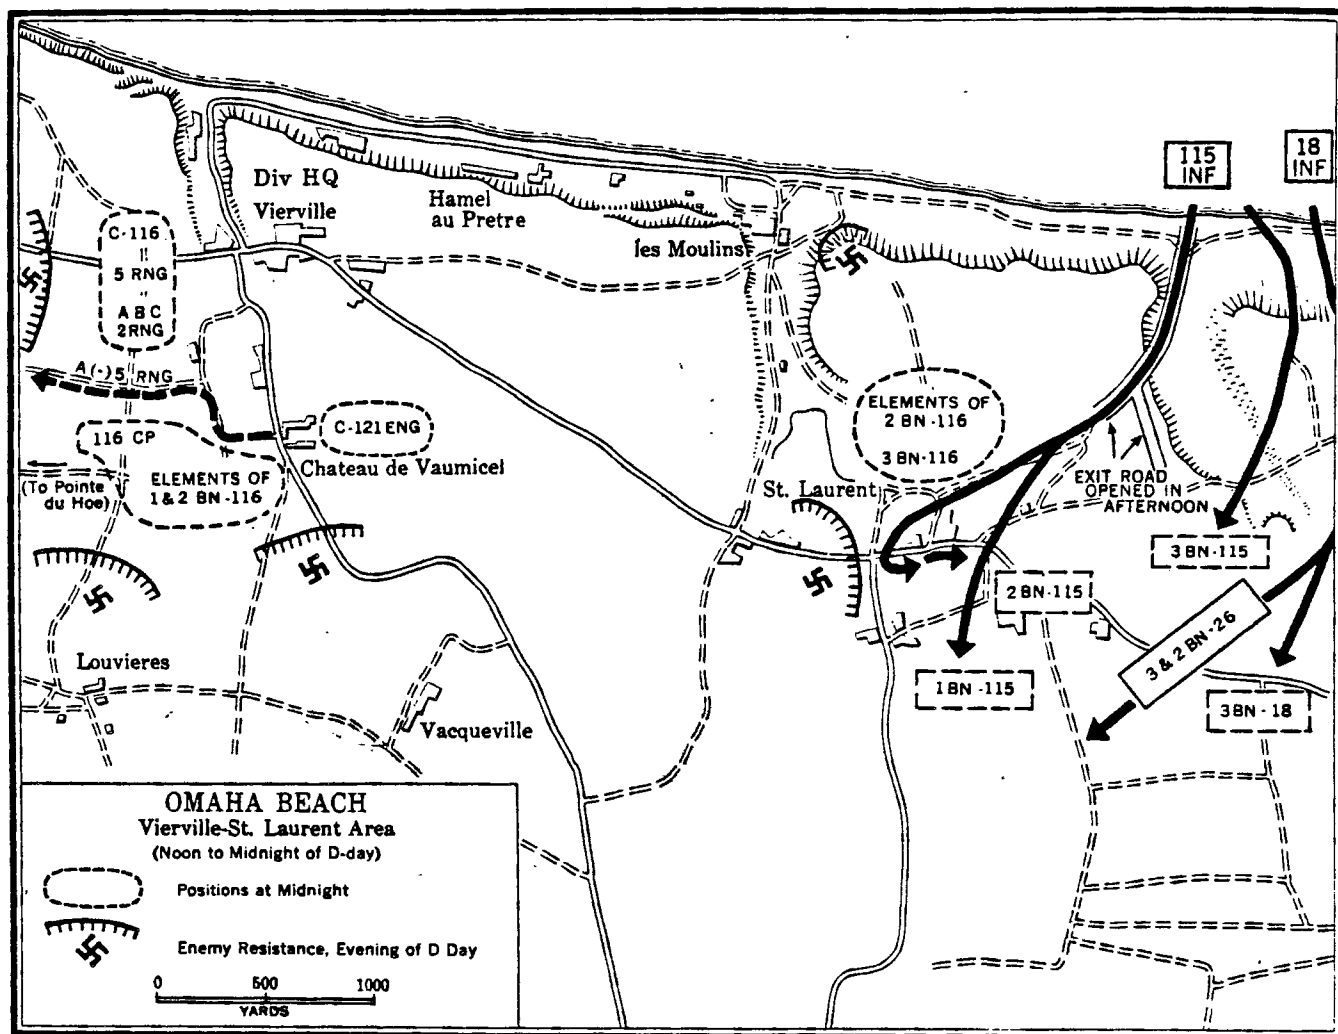 115
INF
18
INF
Div HQ
Vierville
Hamel
au Pretre
les Moulins
C-116
"
5 RNG
"
A B C
2RNG
A(-)5 RNG
116 CP
(To Pointe
du Hoe)
ELEMENTS OF
1 & 2 BN -116
C-121 ENG
Chateau de Vaumicel
ELEMENTS OF
2 BN -116
3 BN-116
St. Laurent
EXIT ROAD
OPENED IN
AFTERNOON
3 BN-115
2 BN -115
3 & 2 BN -26
1 BN -115
3 BN - 18
Louvieres
Vacqueville
OMAHA BEACH
Vierville-St. Laurent Area
(Noon to Midnight of D-day)
Positions at Midnight
Enemy Resistance, Evening of D Day
0 500 1000
YARDS